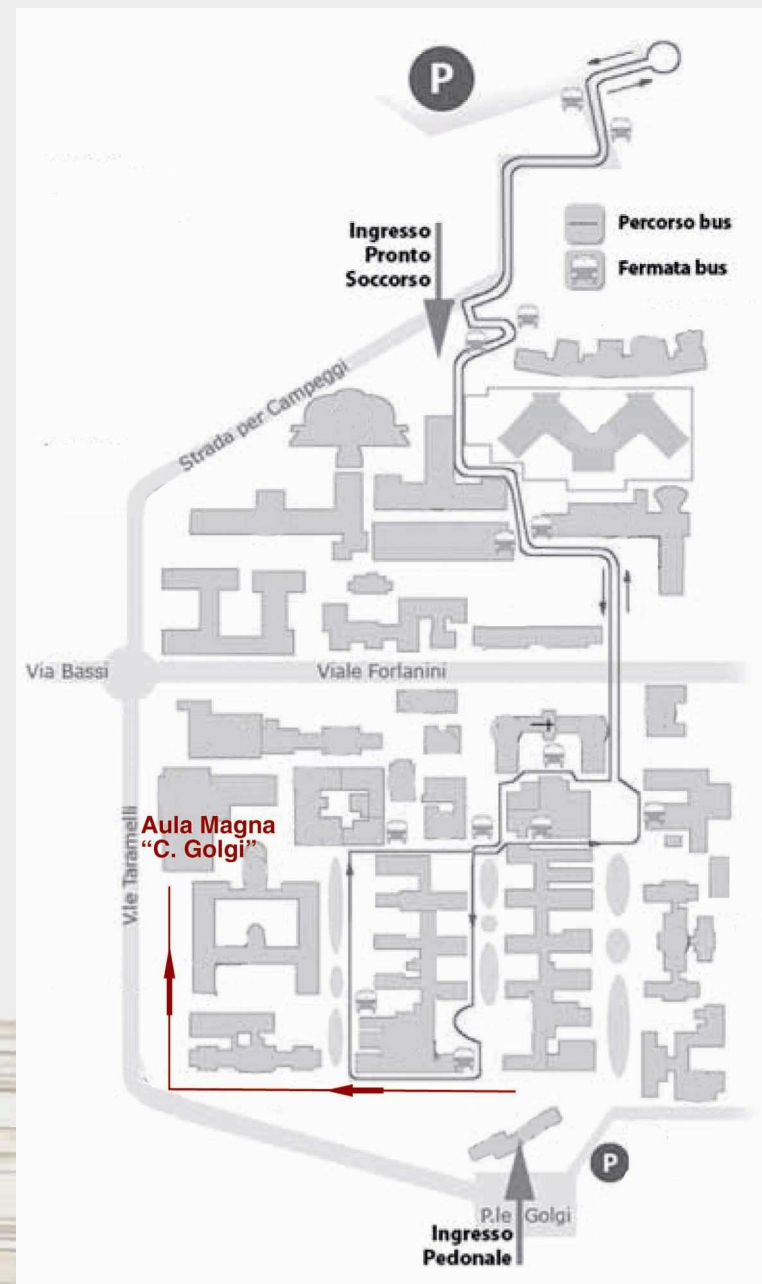 P
Ingresso
Pronto
Soccorso
Percorso bus
Fermata bus
Strada per Campeggi
Via Bassi
Viale Forlanini
V.le Taramelli
Aula Magna
“C. Golgi”
P
P.le Golgi
Ingresso
Pedonale